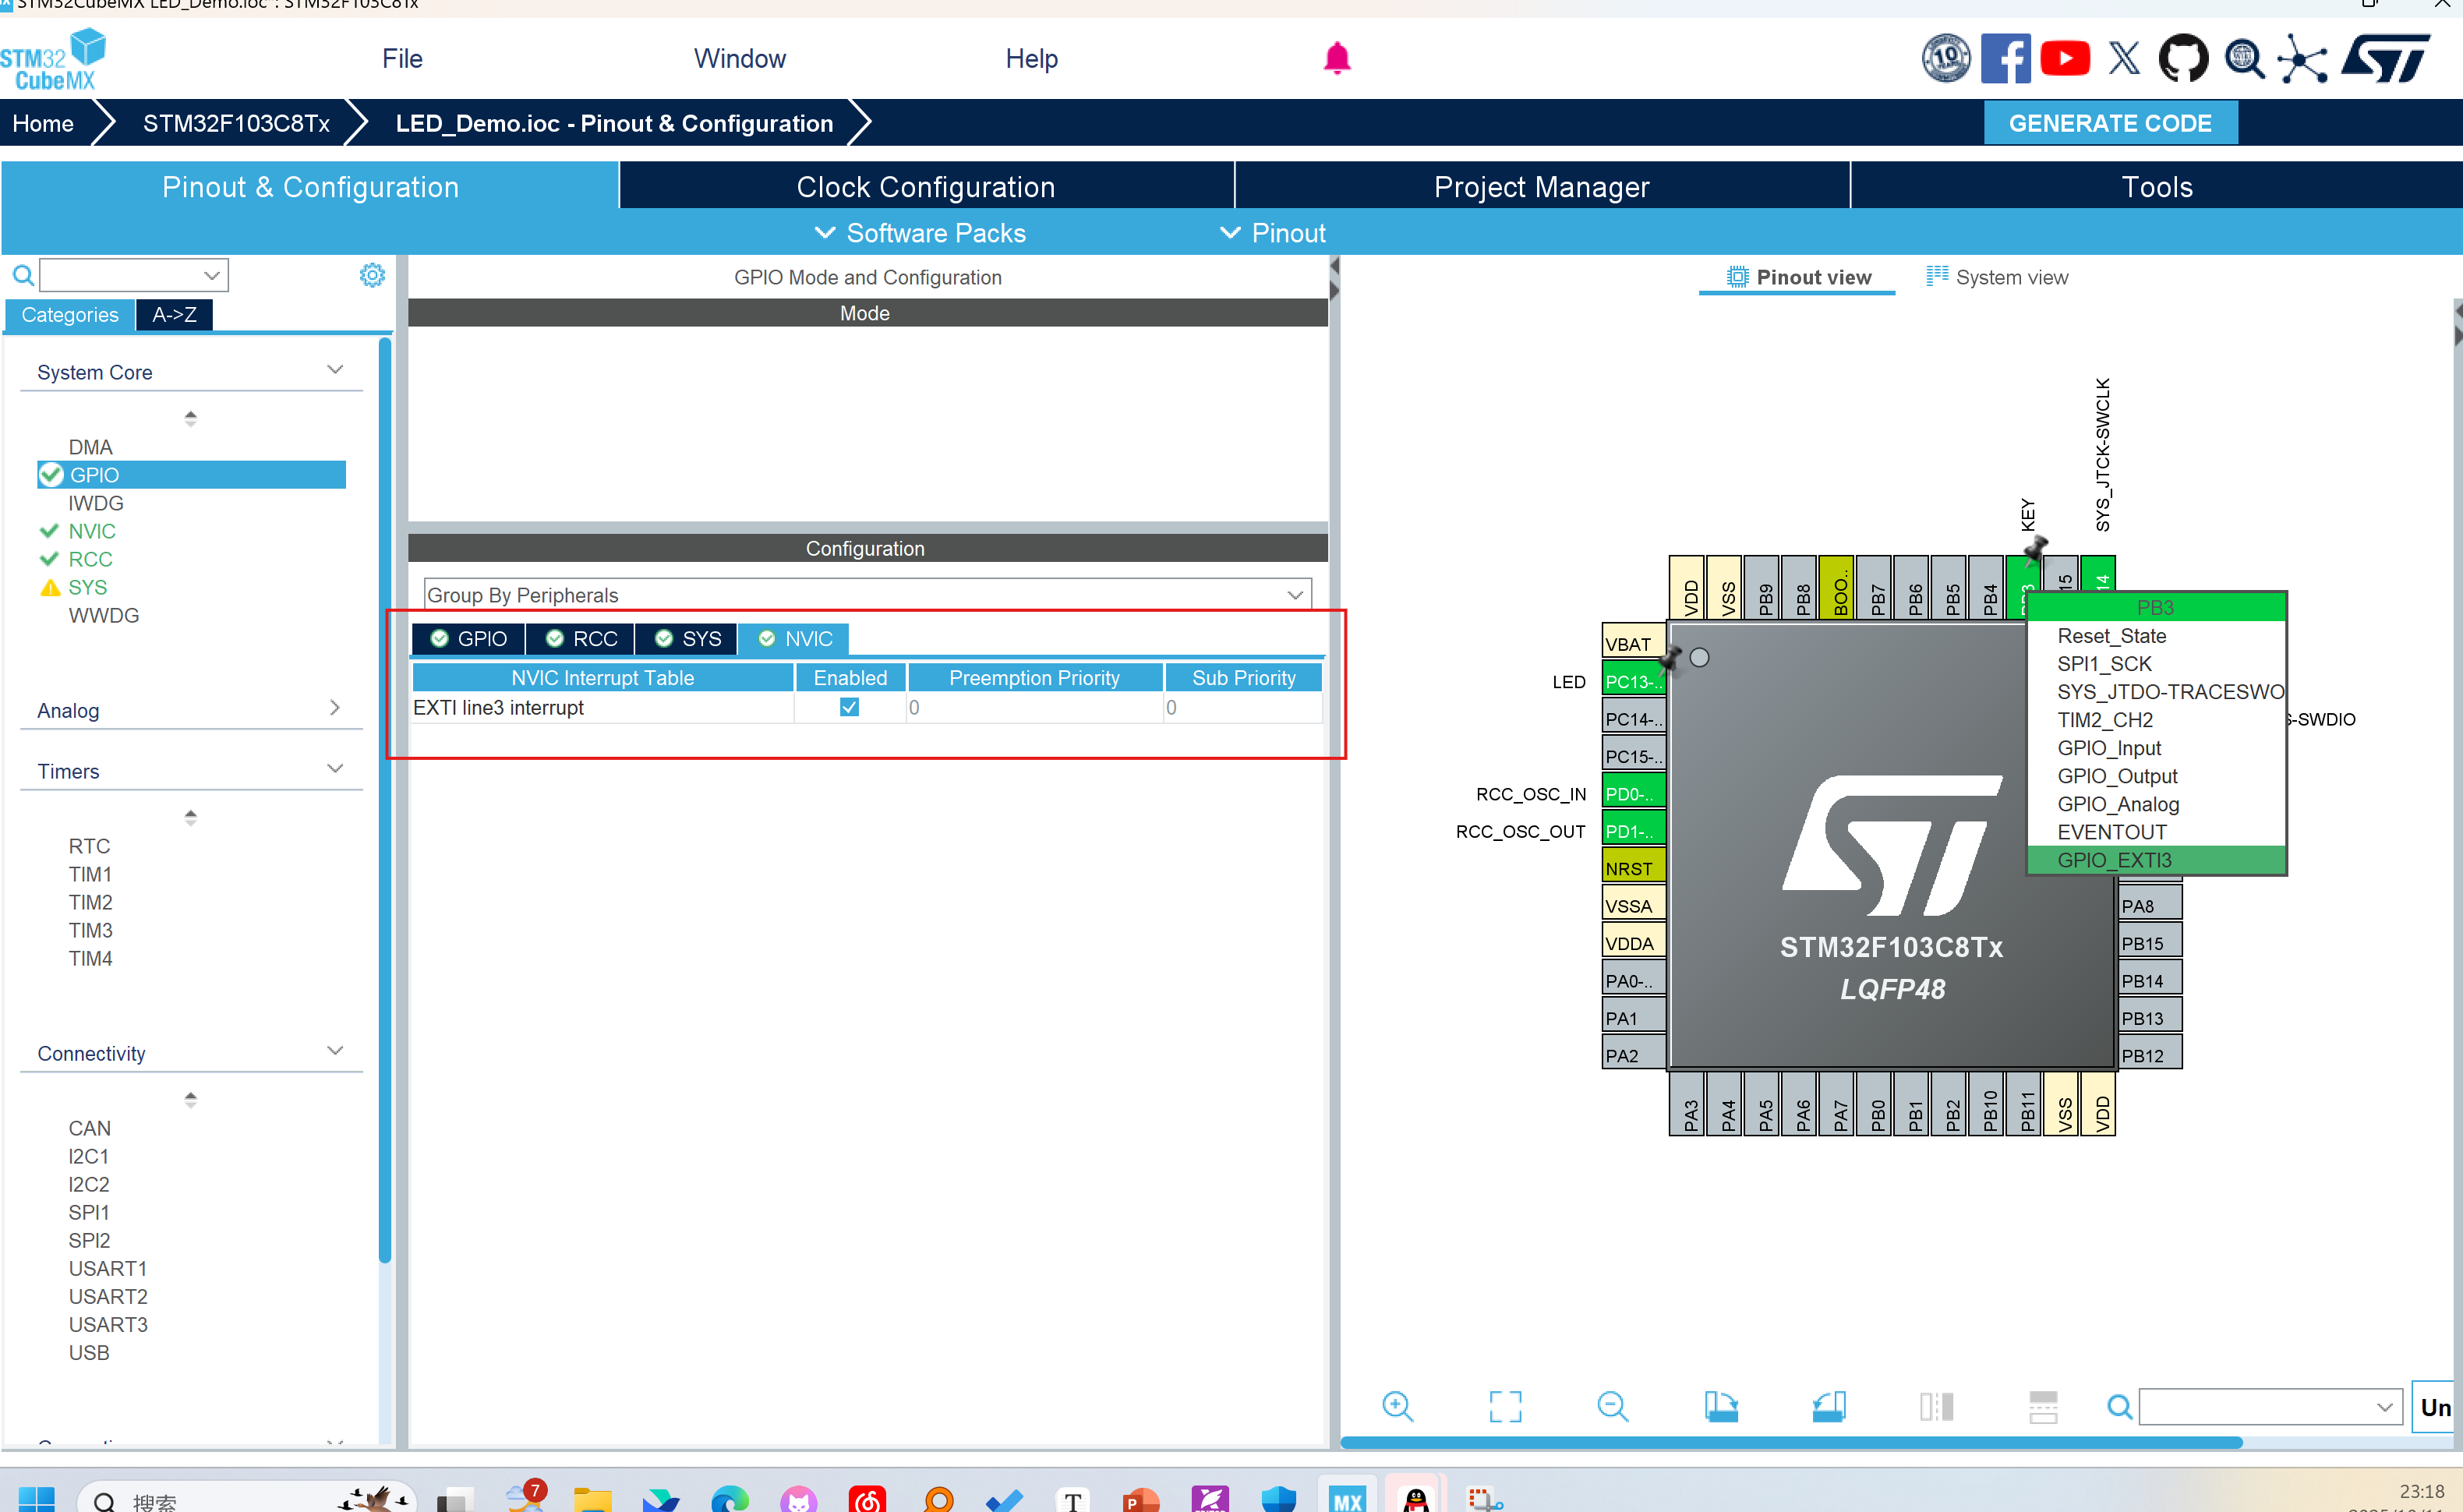 STM32CubeMX LED_Demo.ioc*: STM32F103C8Tx
STM32
CubeMX
File
Window
Help
10
Home
STM32F103C8Tx
LED_Demo.ioc - Pinout & Configuration
GENERATE CODE
Pinout & Configuration
Clock Configuration
Project Manager
Tools
Software Packs
Pinout
Categories
A->Z
System Core
DMA
GPIO
IWDG
NVIC
RCC
SYS
WWDG
Analog
Timers
RTC
TIM1
TIM2
TIM3
TIM4
Connectivity
CAN
I2C1
I2C2
SPI1
SPI2
USART1
USART2
USART3
USB
GPIO Mode and Configuration
Mode
Configuration
Group By Peripherals
GPIO
RCC
SYS
NVIC
NVIC Interrupt Table
Enabled
Preemption Priority
Sub Priority
EXTI line3 interrupt
0
0
Pinout view
System view
SYS_JTCK-SWCLK
KEY
VDD
VSS
PB9
PB8
BOO..
PB7
PB6
PB5
PB4
PB3
15
14
PB3
Reset_State
SPI1_SCK
SYS_JTDO-TRACESWO
TIM2_CH2
GPIO_Input
GPIO_Output
GPIO_Analog
EVENTOUT
GPIO_EXTI3
S-SWDIO
VBAT
LED
PC13-..
PC14-..
PC15-..
RCC_OSC_IN
PD0-..
RCC_OSC_OUT
PD1-..
NRST
VSSA
VDDA
PA0-..
PA1
PA2
ST
STM32F103C8Tx
LQFP48
PA8
PB15
PB14
PB13
PB12
PA3
PA4
PA5
PA6
PA7
PB0
PB1
PB2
PB10
PB11
VSS
VDD
Un
搜索
7
T
P
MX
23:18